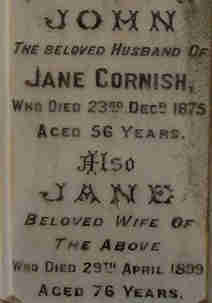 JOHN
THE BELOVED HUSBAND OF
JANE CORNISH,
WHO DIED 23RD DECR 1875
AGED 56 YEARS.
Also
JANE
BELOVED WIFE OF
THE ABOVE
WHO DIED 29TH APRIL 1899
AGED 76 YEARS.